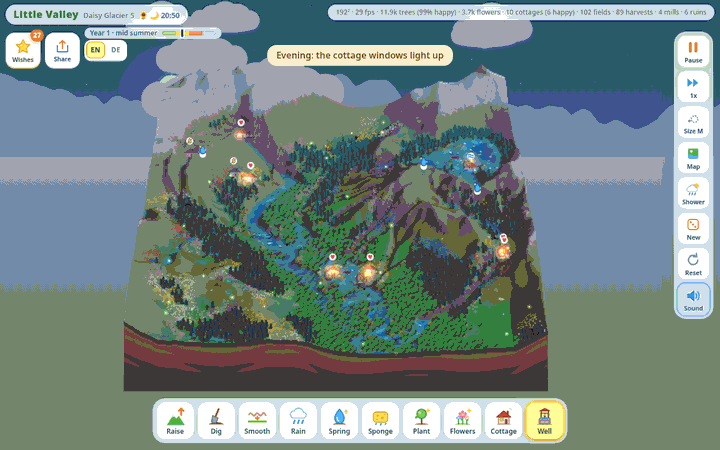 Little Valley Daisy Glacier 5 20:50
192² · 29 fps · 11.9k trees (99% happy) · 3.7k flowers · 10 cottages (6 happy) · 102 fields · 89 harvests · 4 mills · 6 ruins
Year 1 · mid summer
27
Wishes
Share
EN
DE
Evening: the cottage windows light up
Pause
1x
Size M
Map
Shower
New
Reset
Sound
Raise
Dig
Smooth
Rain
Spring
Sponge
Plant
Flowers
Cottage
Well